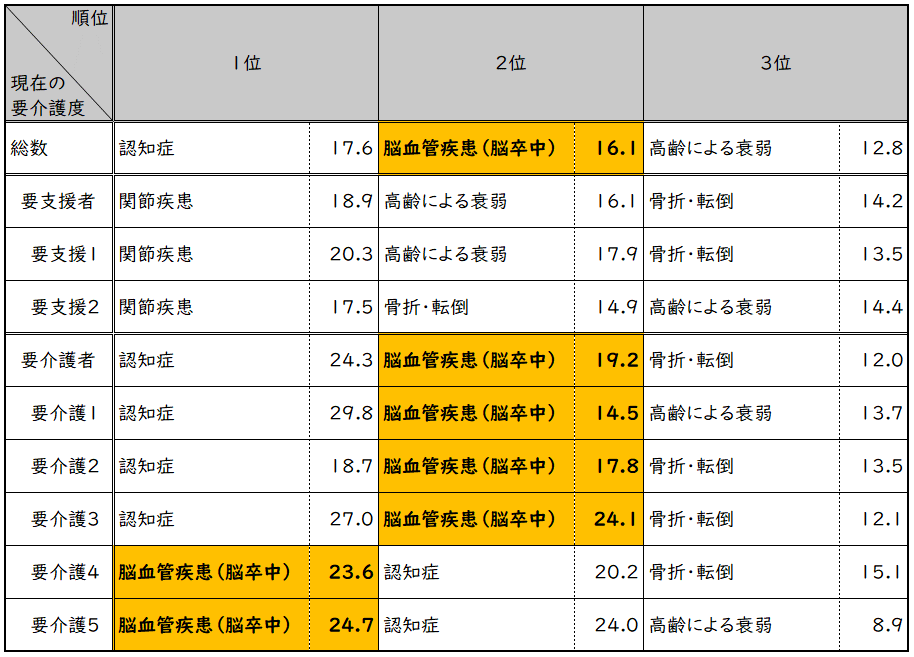 順位
現在の
要介護度
1位 2位 3位
総数 認知症 17.6 脳血管疾患(脳卒中) 16.1 高齢による衰弱 12.8
要支援者 関節疾患 18.9 高齢による衰弱 16.1 骨折・転倒 14.2
要支援1 関節疾患 20.3 高齢による衰弱 17.9 骨折・転倒 13.5
要支援2 関節疾患 17.5 骨折・転倒 14.9 高齢による衰弱 14.4
要介護者 認知症 24.3 脳血管疾患(脳卒中) 19.2 骨折・転倒 12.0
要介護1 認知症 29.8 脳血管疾患(脳卒中) 14.5 高齢による衰弱 13.7
要介護2 認知症 18.7 脳血管疾患(脳卒中) 17.8 骨折・転倒 13.5
要介護3 認知症 27.0 脳血管疾患(脳卒中) 24.1 骨折・転倒 12.1
要介護4 脳血管疾患(脳卒中) 23.6 認知症 20.2 骨折・転倒 15.1
要介護5 脳血管疾患(脳卒中) 24.7 認知症 24.0 高齢による衰弱 8.9